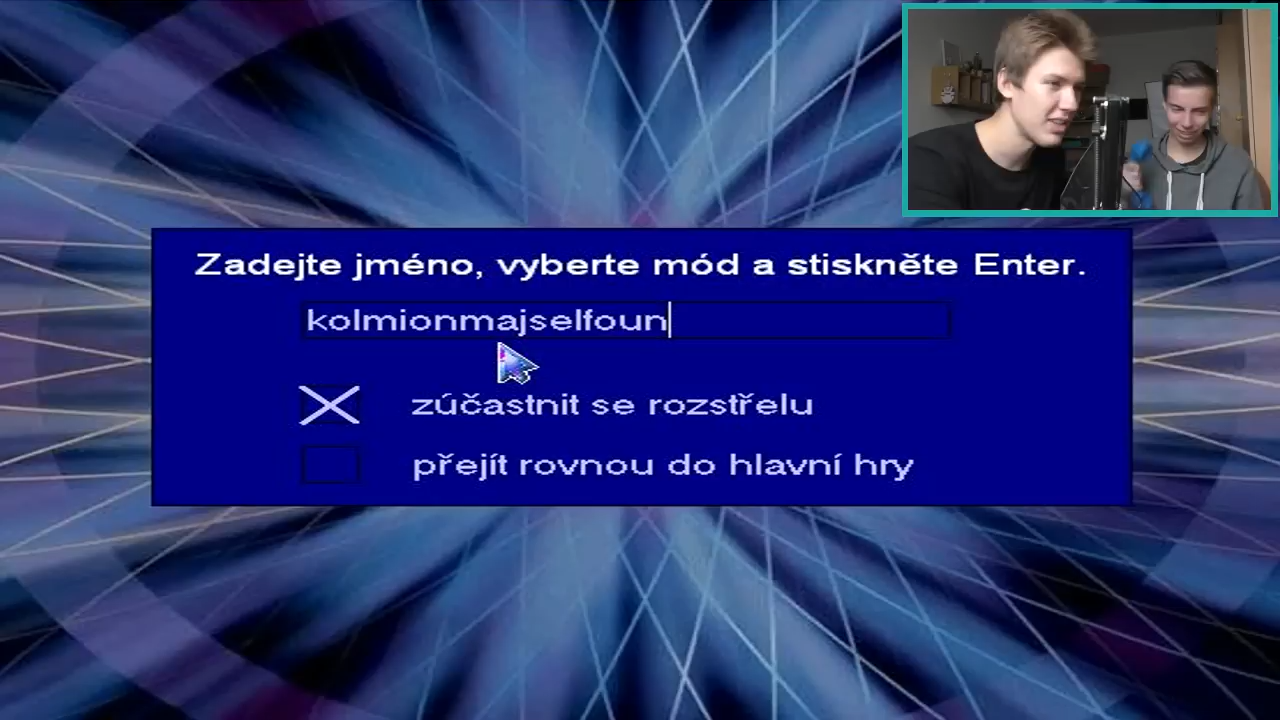 Zadejte jméno, vyberte mód a stiskněte Enter.
kolmionmajselfoun
zúčastnit se rozstřelu
přejít rovnou do hlavní hry